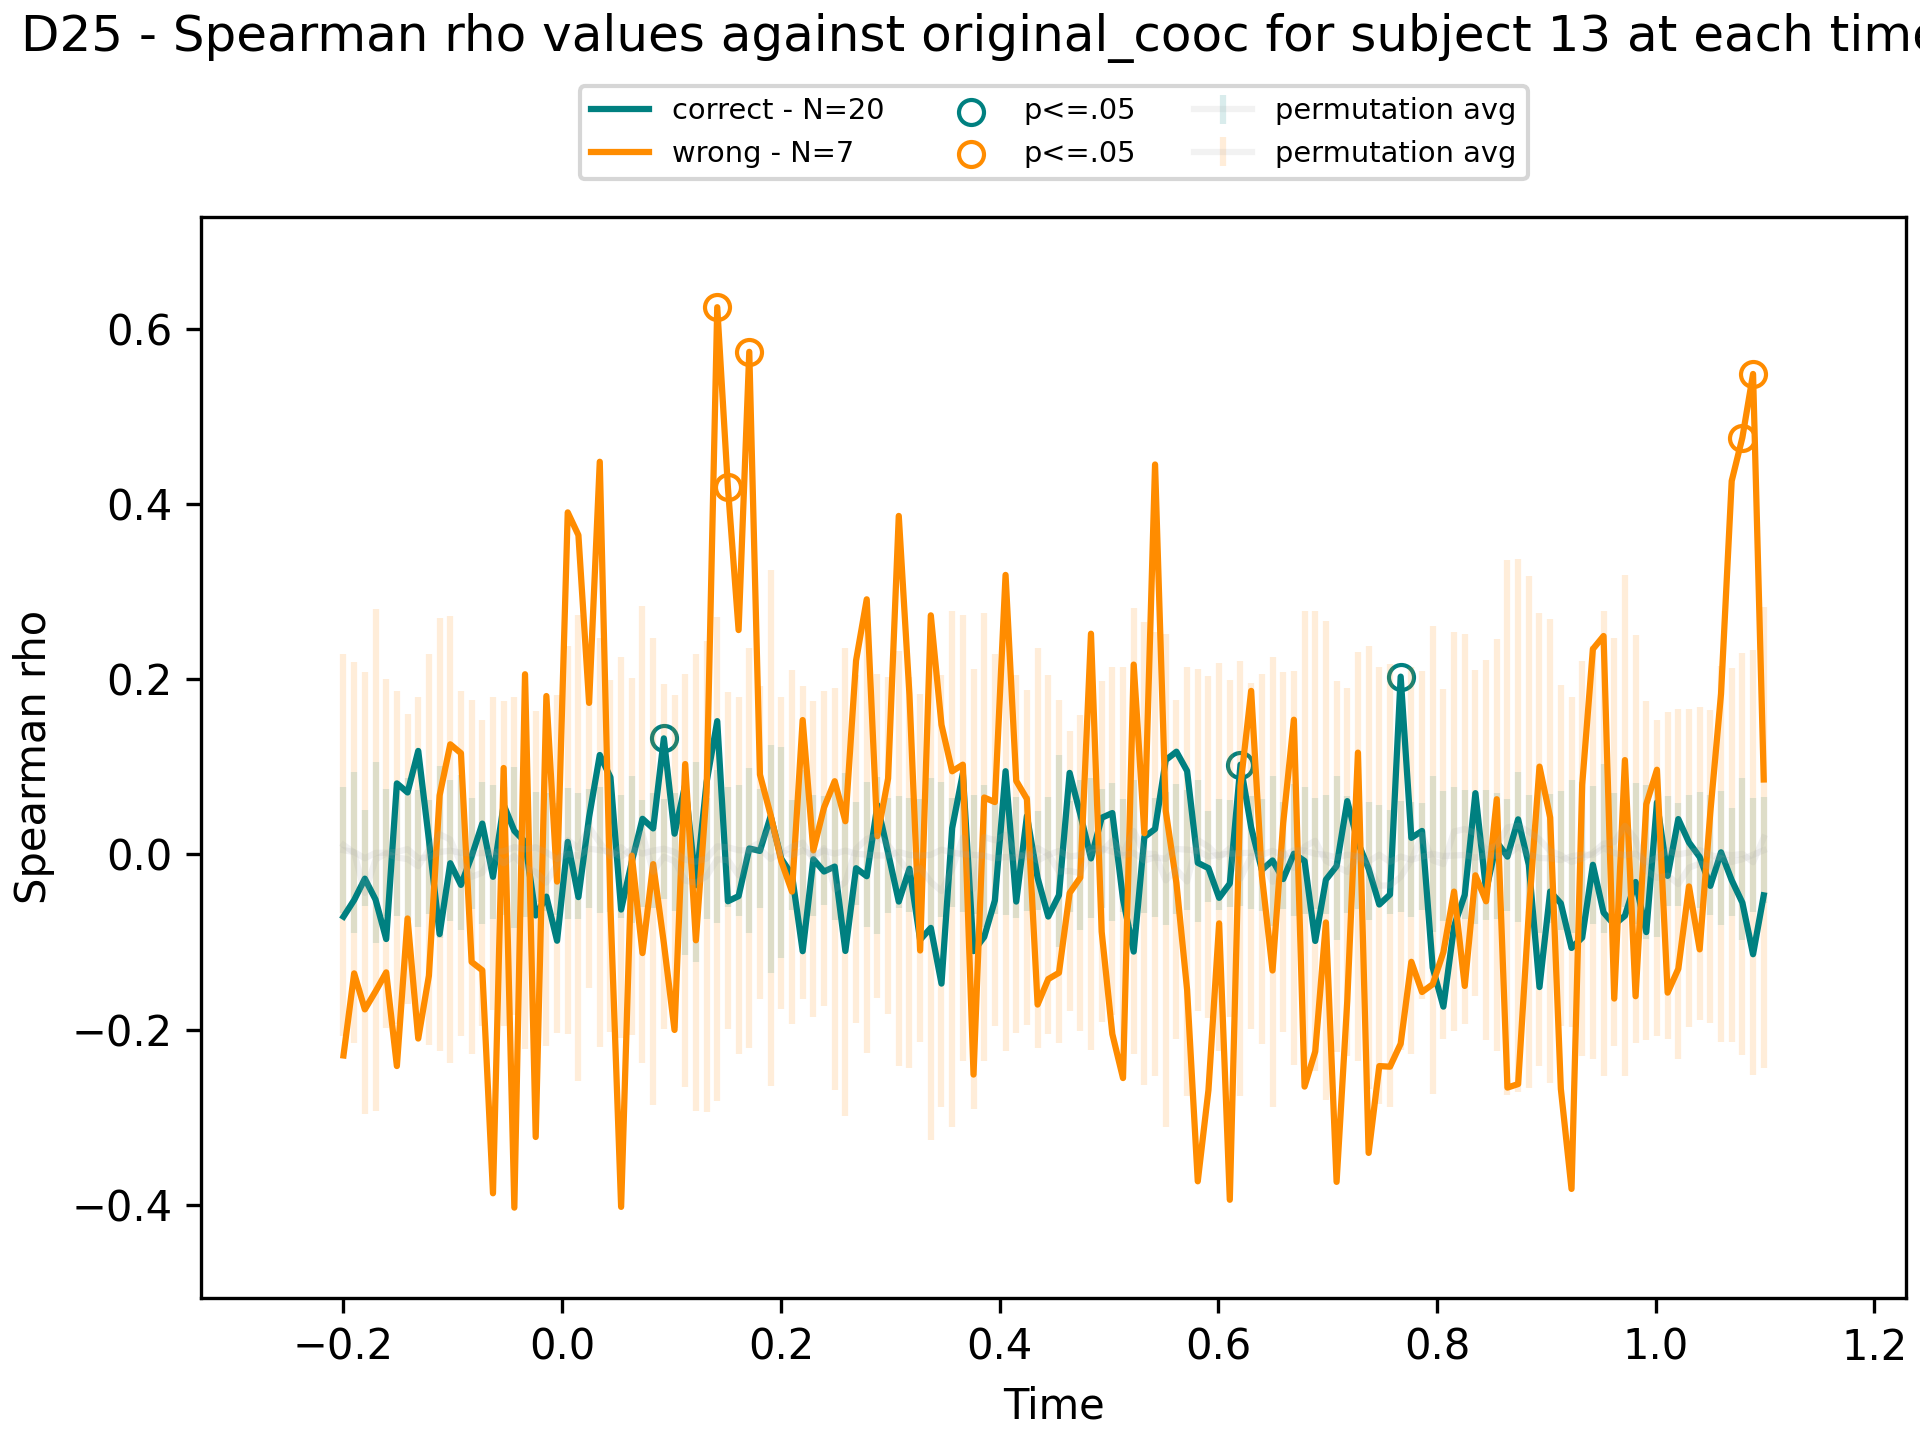 D25 - Spearman rho values against original_cooc for subject 13 at each time
correct - N=20 p<=.05 permutation avg
wrong - N=7 p<=.05 permutation avg
Spearman rho
0.6
0.4
0.2
0.0
−0.2
−0.4
−0.2 0.0 0.2 0.4 0.6 0.8 1.0 1.2
Time